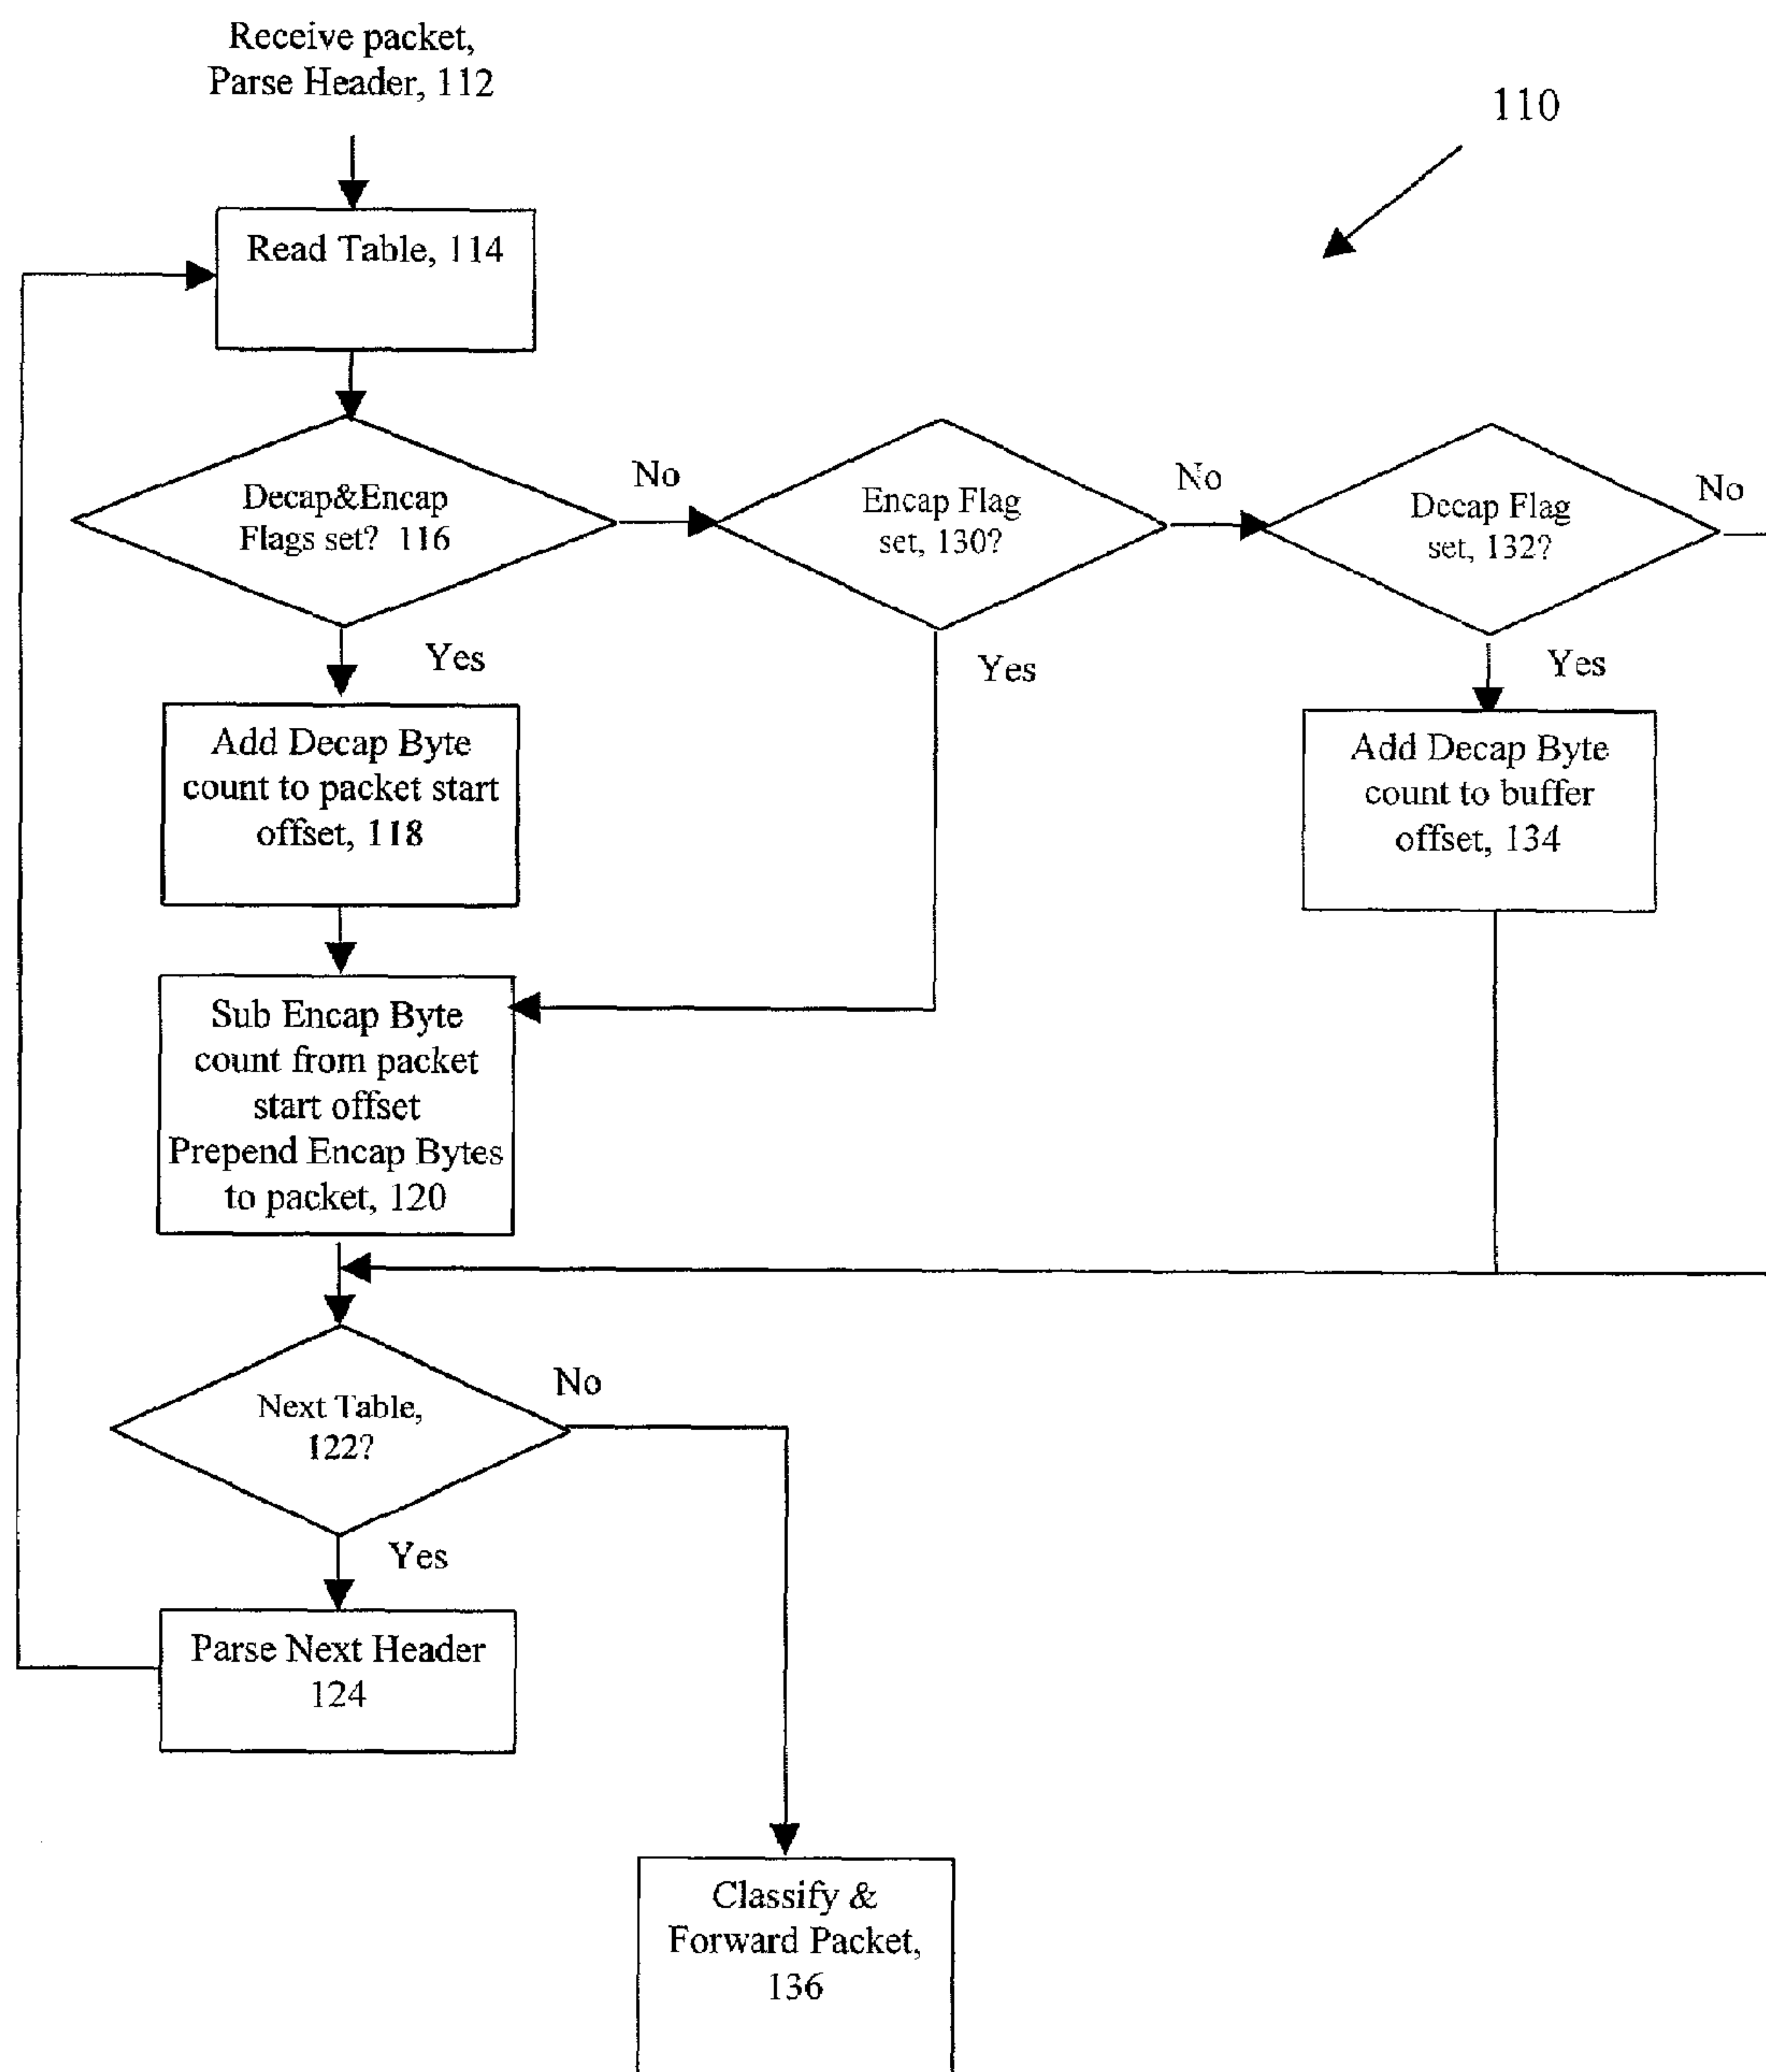 Receive packet,
Parse Header, 112
110
Read Table, 114
Decap&Encap
Flags set?  116
No
Encap Flag
set, 130?
No
Decap Flag
set, 132?
No
Yes
Yes
Yes
Add Decap Byte
count to packet start
offset, 118
Add Decap Byte
count to buffer
offset, 134
Sub Encap Byte
count from packet
start offset
Prepend Encap Bytes
to packet, 120
Next Table,
122?
No
Yes
Parse Next Header
124
Classify &
Forward Packet,
136